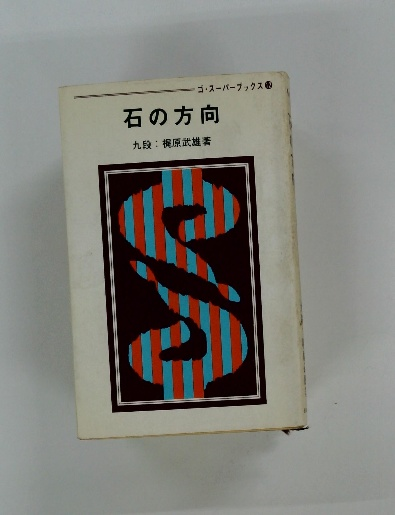 ゴ・スーパーブックス⓬
石の方向
九段：梶原武雄著